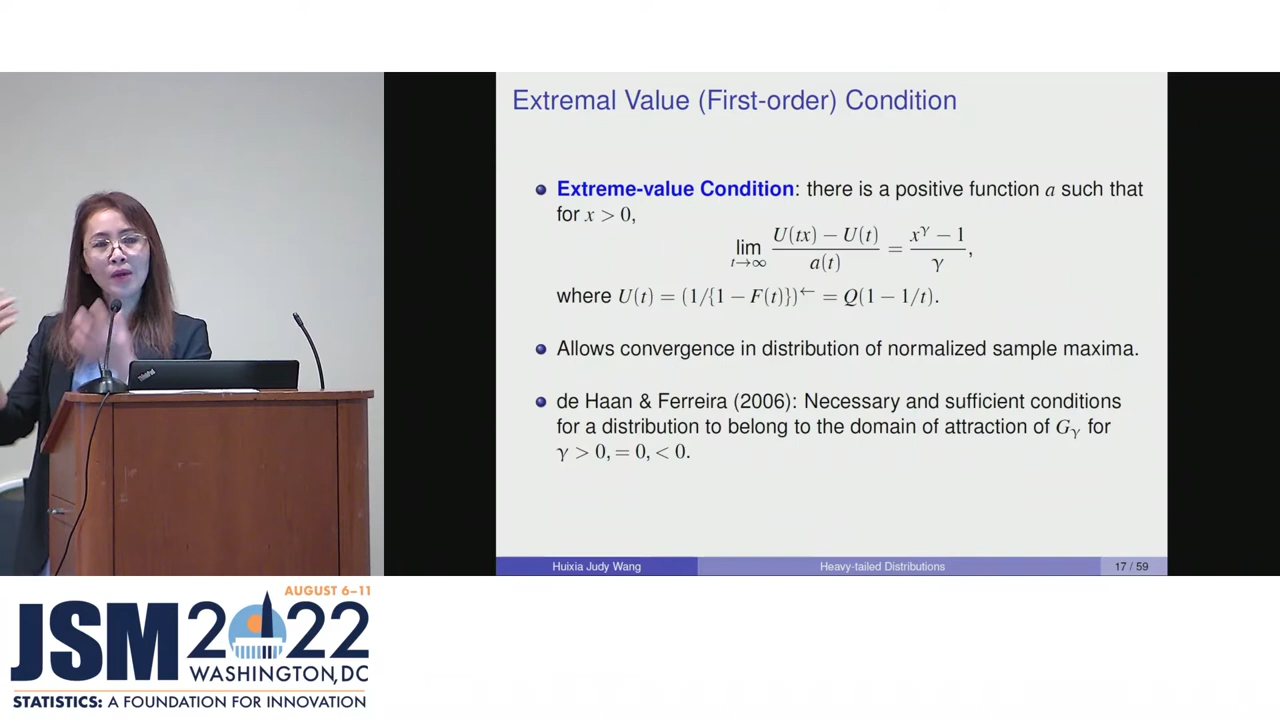 Extremal Value (First-order) Condition
Extreme-value Condition: there is a positive function a such that
for x > 0,
lim t→∞ (U(tx) − U(t)) / a(t) = (x^γ − 1) / γ,
where U(t) = (1/{1 − F(t)})^← = Q(1 − 1/t).
Allows convergence in distribution of normalized sample maxima.
de Haan & Ferreira (2006): Necessary and sufficient conditions
for a distribution to belong to the domain of attraction of G_γ for
γ > 0, = 0, < 0.
Huixia Judy Wang
Heavy-tailed Distributions
17 / 59
ThinkPad
AUGUST 6–11
JSM 2022
WASHINGTON, DC
STATISTICS: A FOUNDATION FOR INNOVATION